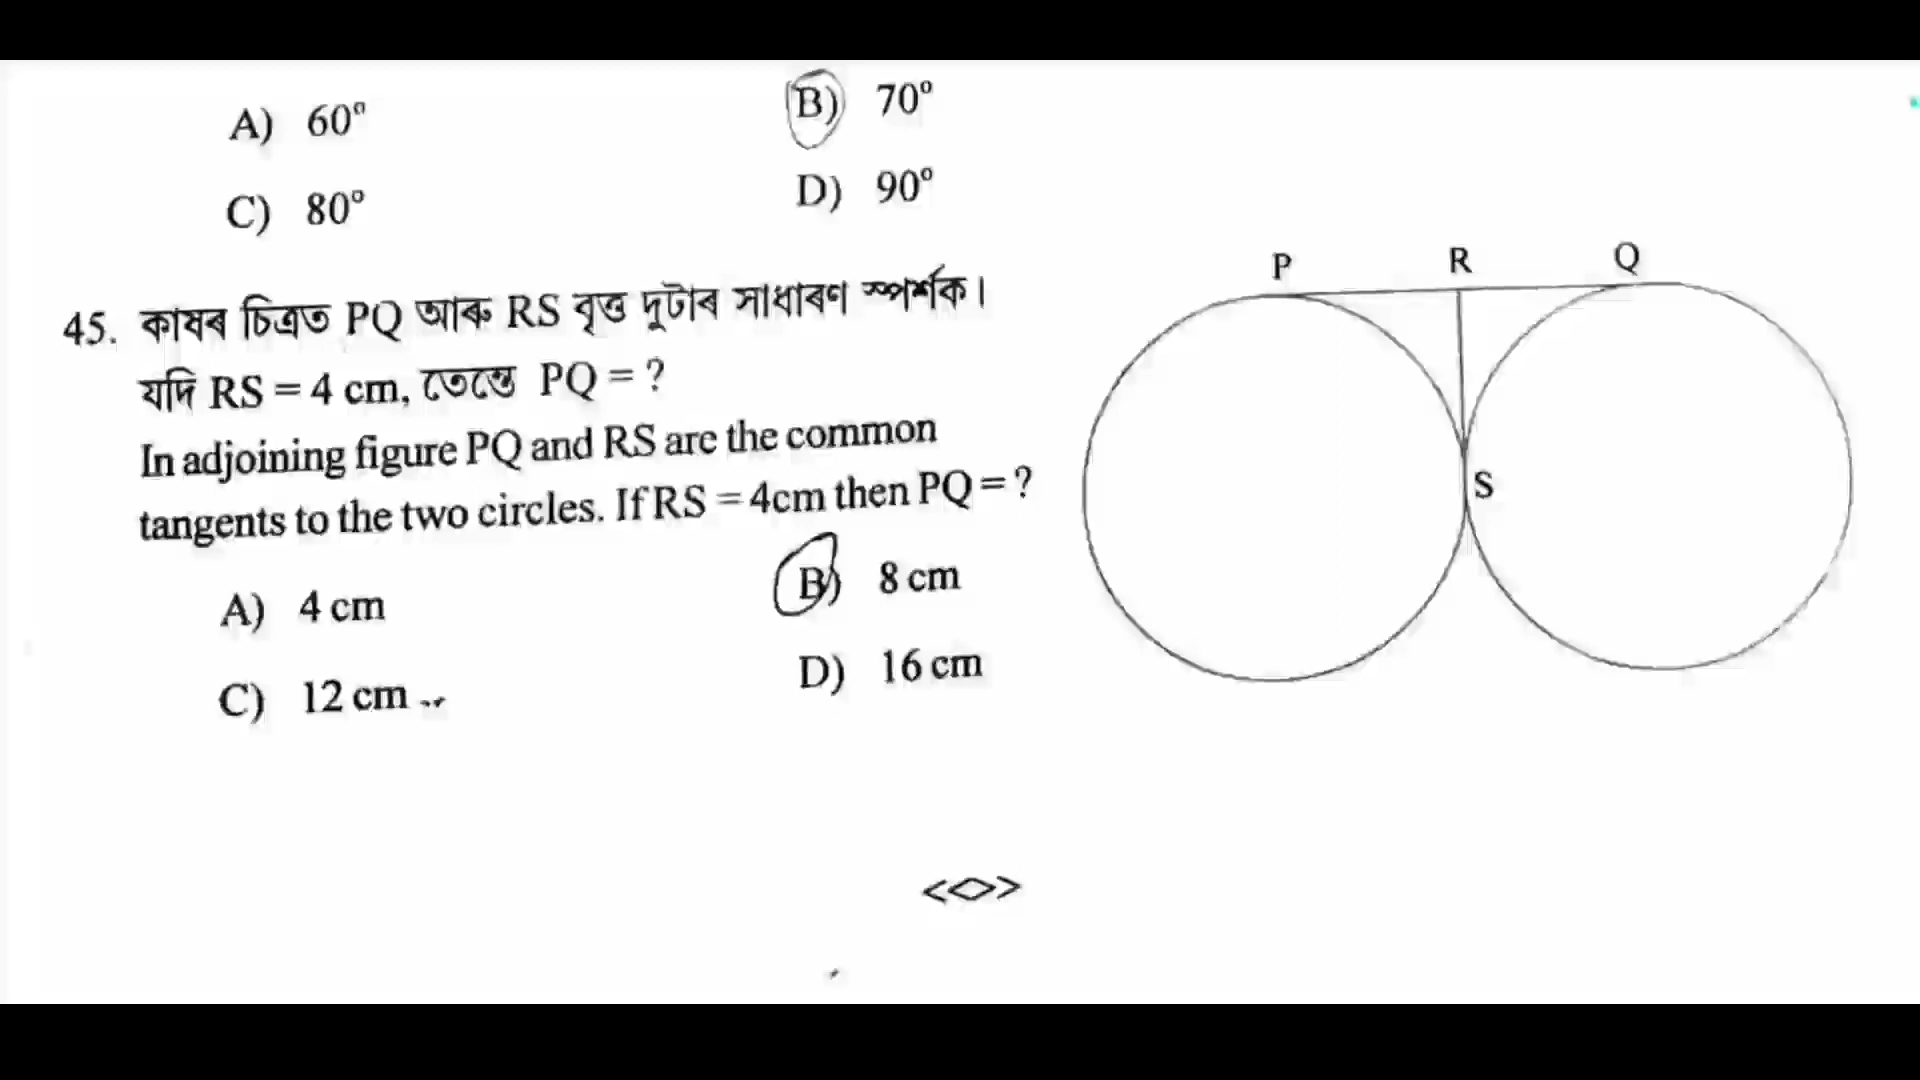 A) 60°
B) 70°
C) 80°
D) 90°
45. কাষৰ চিত্ৰত PQ আৰু RS বৃত্ত দুটাৰ সাধাৰণ স্পৰ্শক।
যদি RS = 4 cm, তেন্তে PQ = ?
In adjoining figure PQ and RS are the common
tangents to the two circles. If RS = 4cm then PQ = ?
A) 4 cm
B) 8 cm
C) 12 cm
D) 16 cm
P R Q
S